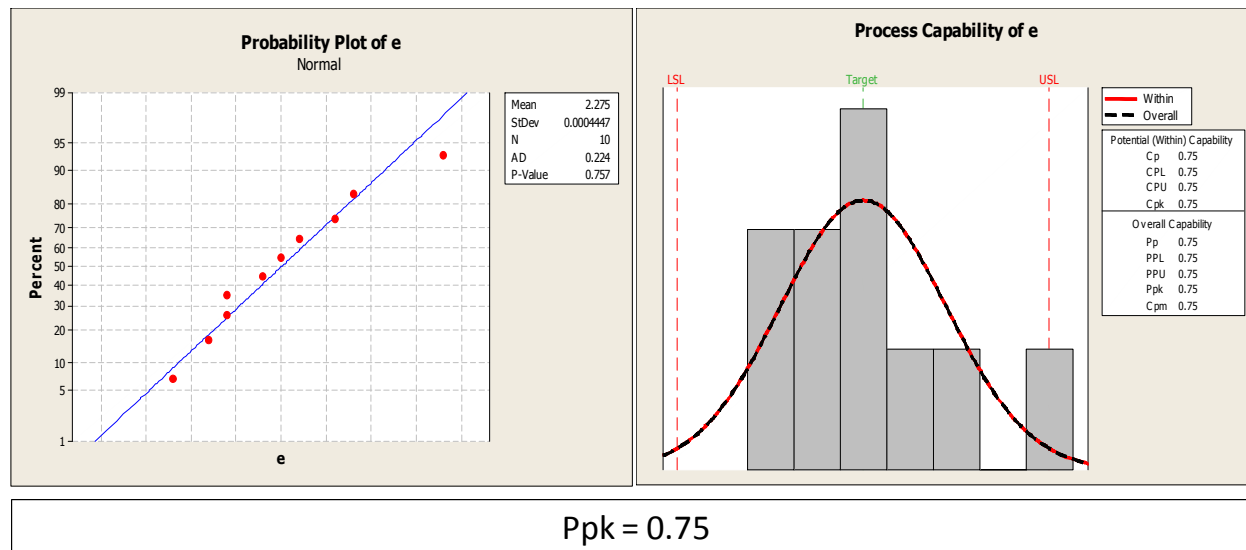 Probability Plot of e
Normal
99
95
90
80
70
60
50
40
30
20
10
5
1
Percent
e
Mean 2.275
StDev 0.0004447
N 10
AD 0.224
P-Value 0.757
Process Capability of e
LSL
Target
USL
Within
Overall
Potential (Within) Capability
Cp 0.75
CPL 0.75
CPU 0.75
Cpk 0.75
Overall Capability
Pp 0.75
PPL 0.75
PPU 0.75
Ppk 0.75
Cpm 0.75
Ppk = 0.75